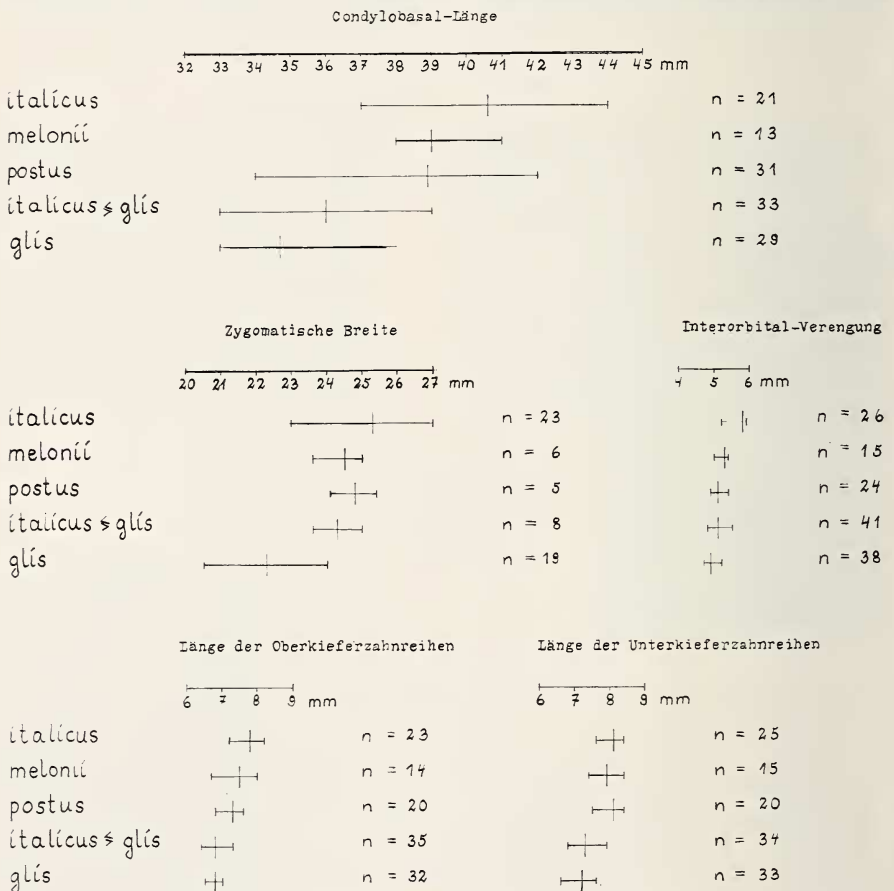 Condylobasal-Länge
32 33 34 35 36 37 38 39 40 41 42 43 44 45 mm
italicus n = 21
melonii n = 13
postus n = 31
italicus ≶ glis n = 33
glis n = 29
Zygomatische Breite
20 21 22 23 24 25 26 27 mm
italicus n = 23
melonii n = 6
postus n = 5
italicus ≶ glis n = 8
glis n = 19
Interorbital-Verengung
4 5 6 mm
n = 26
n = 15
n = 24
n = 41
n = 38
Länge der Oberkieferzahnreihen
6 7 8 9 mm
italicus n = 23
melonii n = 14
postus n = 20
italicus ≶ glis n = 35
glis n = 32
Länge der Unterkieferzahnreihen
6 7 8 9 mm
n = 25
n = 15
n = 20
n = 34
n = 33